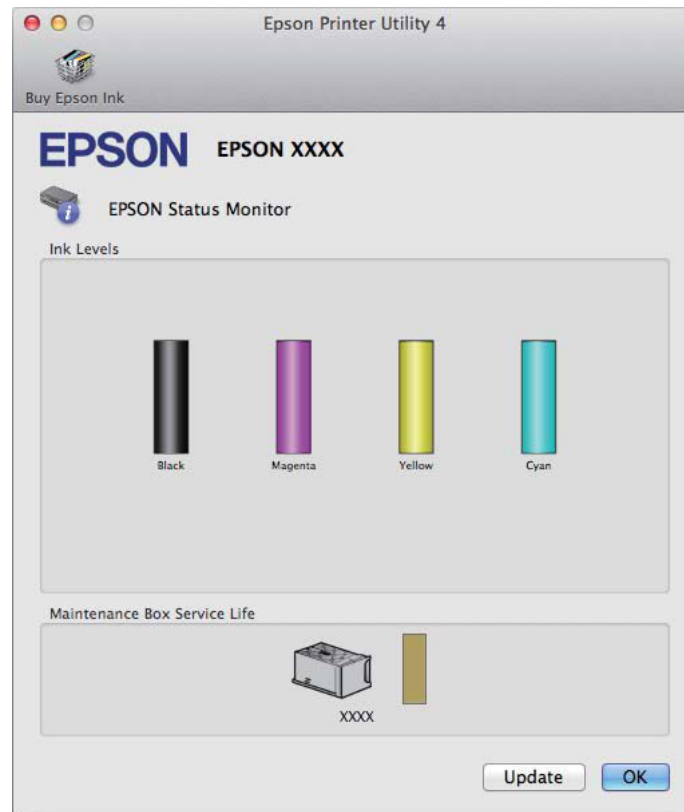 Epson Printer Utility 4
Buy Epson Ink
EPSON EPSON XXXX
EPSON Status Monitor
Ink Levels
Black Magenta Yellow Cyan
Maintenance Box Service Life
XXXX
Update OK